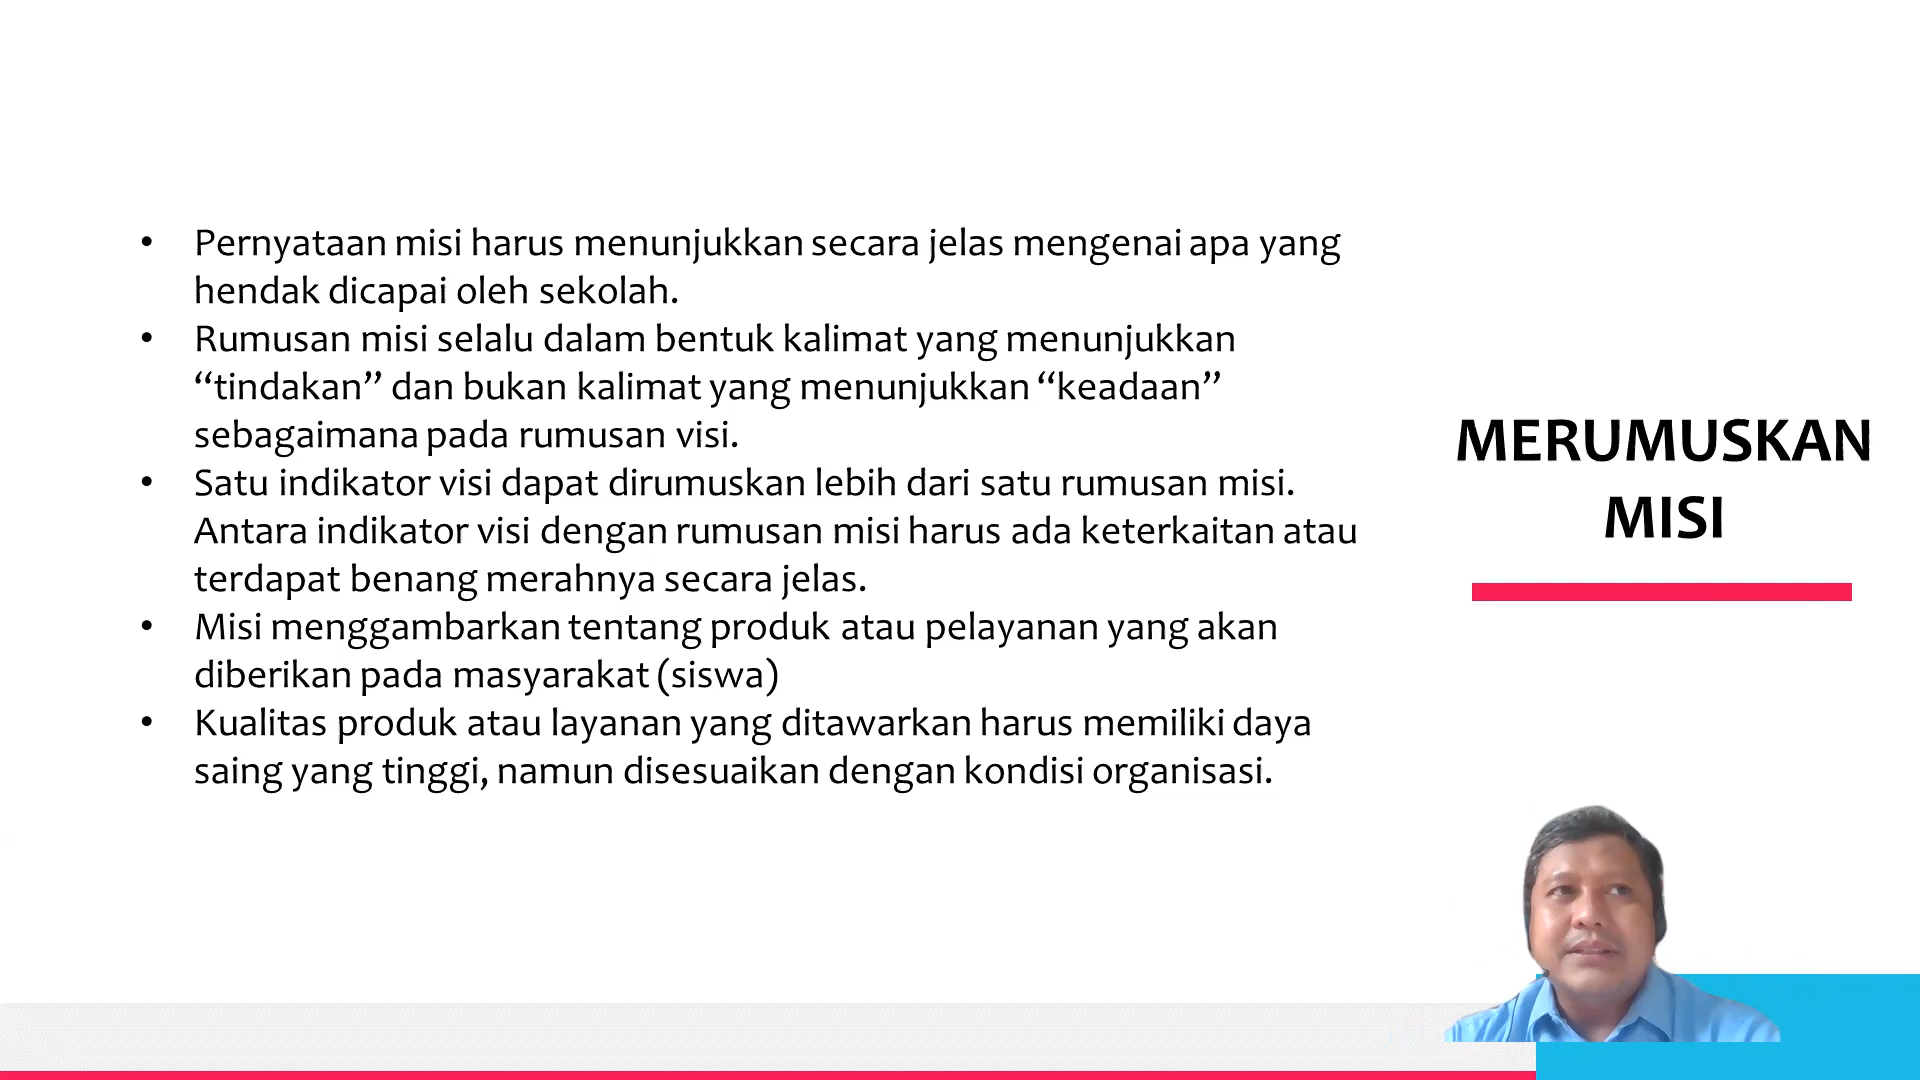 • Pernyataan misi harus menunjukkan secara jelas mengenai apa yang
hendak dicapai oleh sekolah.
• Rumusan misi selalu dalam bentuk kalimat yang menunjukkan
“tindakan” dan bukan kalimat yang menunjukkan “keadaan”
sebagaimana pada rumusan visi.
• Satu indikator visi dapat dirumuskan lebih dari satu rumusan misi.
Antara indikator visi dengan rumusan misi harus ada keterkaitan atau
terdapat benang merahnya secara jelas.
• Misi menggambarkan tentang produk atau pelayanan yang akan
diberikan pada masyarakat (siswa)
• Kualitas produk atau layanan yang ditawarkan harus memiliki daya
saing yang tinggi, namun disesuaikan dengan kondisi organisasi.
MERUMUSKAN
MISI